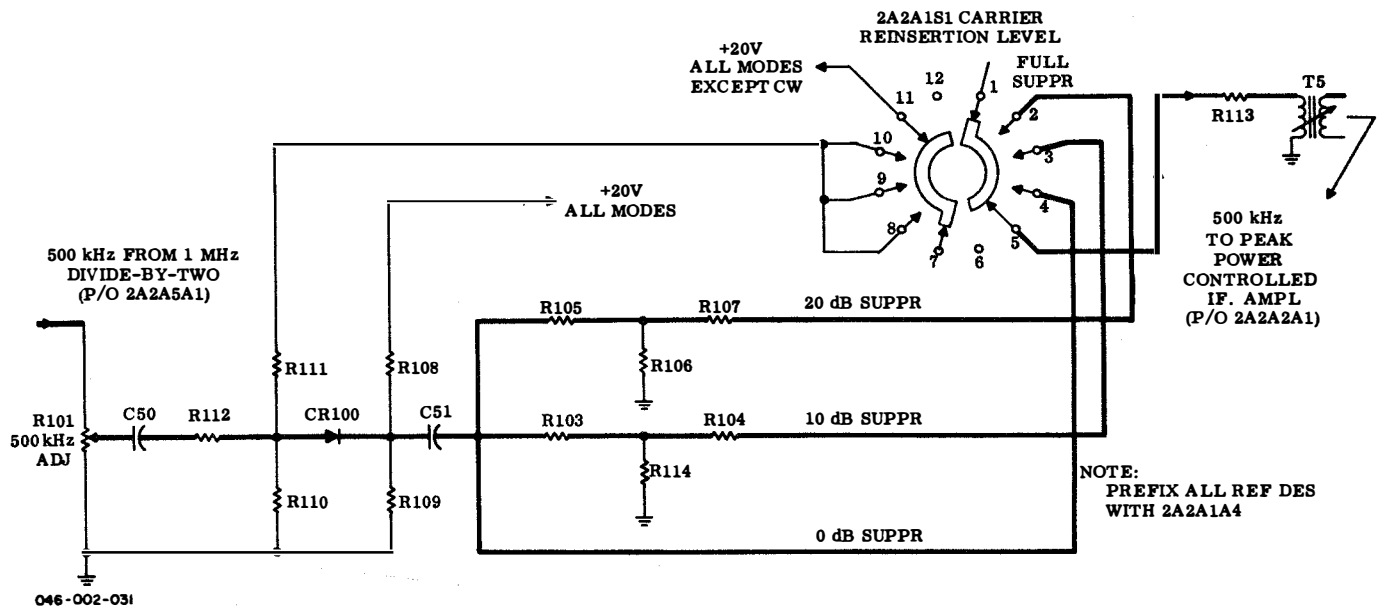 2A2A1S1 CARRIER
REINSERTION LEVEL
+20V
ALL MODES
EXCEPT CW
FULL
SUPPR
12
1
11
2
10
3
9
4
8
5
7
6
T5
R113
+20V
ALL MODES
500 kHz FROM 1 MHz
DIVIDE-BY-TWO
(P/O 2A2A5A1)
500 kHz
TO PEAK
POWER
CONTROLLED
IF. AMPL
(P/O 2A2A2A1)
R105
R107
20 dB SUPPR
R111
R108
R106
R101
500 kHz
ADJ
C50
R112
CR100
C51
R103
R104
10 dB SUPPR
R110
R109
R114
NOTE:
PREFIX ALL REF DES
WITH 2A2A1A4
0 dB SUPPR
046-002-031